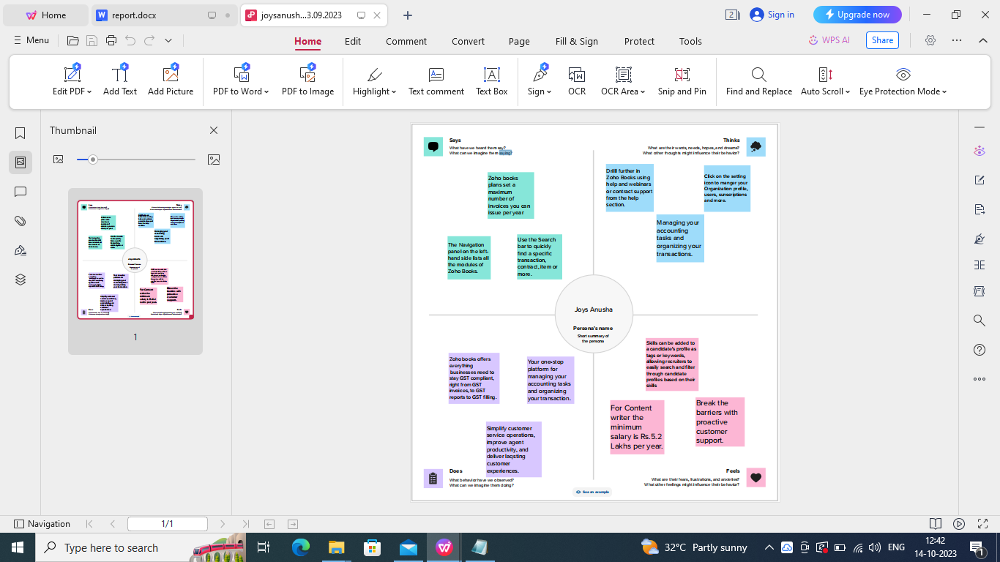 Home
report.docx
joysanush...3.09.2023
2
Sign in
Upgrade now
Menu
Home
Edit
Comment
Convert
Page
Fill & Sign
Protect
Tools
WPS AI
Share
Edit PDF
Add Text
Add Picture
PDF to Word
PDF to Image
Highlight
Text comment
Text Box
Sign
OCR
OCR Area
Snip and Pin
Find and Replace
Auto Scroll
Eye Protection Mode
Thumbnail
1
Says
What have we heard them say?
What can we imagine them saying?
Thinks
What are their wants, needs, hopes, and dreams?
What other thoughts might influence their behavior?
Zoho books
plans set a
maximum
number of
invoices you can
issue per year
Drilll further in
Zoho Books using
help and webinars
or contract support
from the help
section.
Click on the setting
icon to manger your
Organization profile,
users, sunscriptions
and more.
Managing your
accounting
tasks and
organizing your
transactions.
The Navigation
panel on the left-
hand side lists all
the modules of
Zoho Books.
Use the Search
bar to quickly
find a specific
transaction,
contract, item or
more.
Joys Anusha
Persona's name
Short summary of
the persona
Zoho books offers
everything
businesses need to
stay GST compliant,
right from GST
invoices, to GST
reports to GST filling.
Your one-stop
platform for
managing your
accounting tasks
and organizing
your transaction.
Simplify customer
service operations,
improve agent
productivity, and
deliver laqsting
customer
experiences.
Skills can be added to
a candidate's profile as
tags or keywords,
allowing recruiters to
easily search and filter
through candidate
profiles based on their
skills
For Content
writer the
minimum
salary is Rs.5.2
Lakhs per year.
Break the
barriers with
proactive
customer
support.
Does
What behavior have we observed?
What can we imagine them doing?
Feels
What are their fears, frustrations, and anxieties?
What other feelings might influence their behavior?
See an example
Navigation
1/1
Type here to search
32°C Partly sunny
ENG
12:42
14-10-2023
1